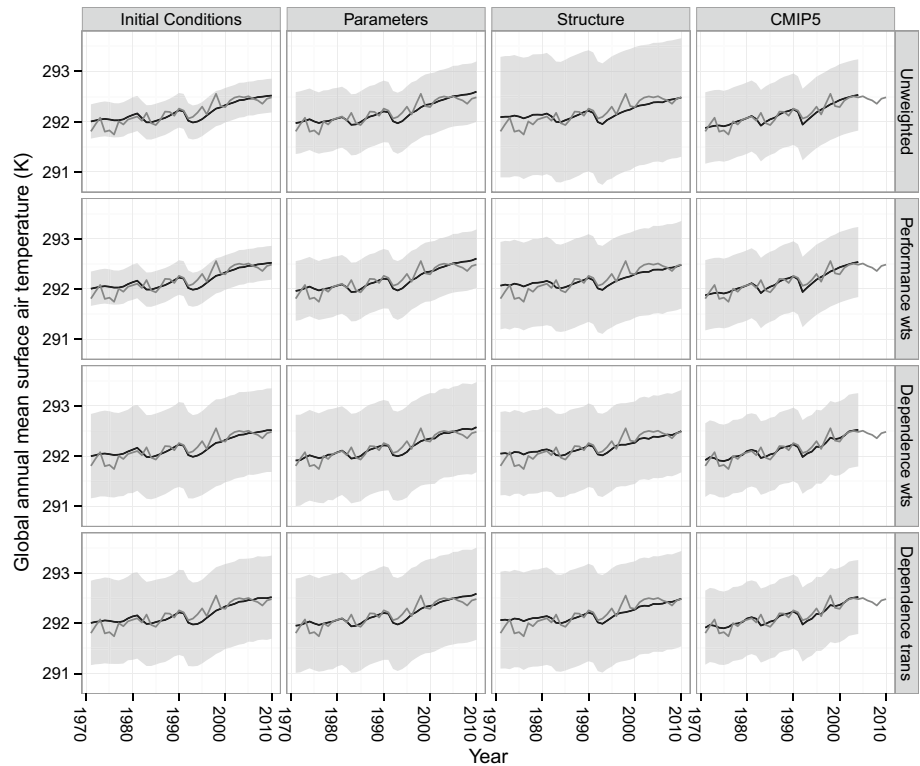 Initial Conditions Parameters Structure CMIP5
Global annual mean surface air temperature (K)
293
292
291
Unweighted
293
292
291
Performance wts
293
292
291
Dependence wts
293
292
291
Dependence trans
1970 1980 1990 2000 2010 1970 1980 1990 2000 2010 1970 1980 1990 2000 2010 1970 1980 1990 2000 2010
Year